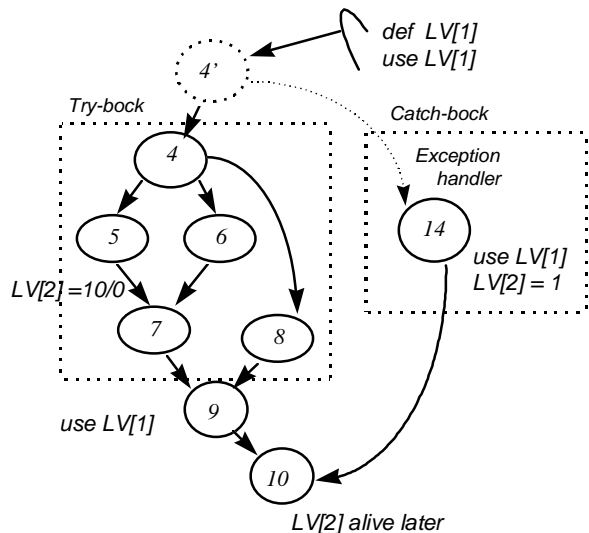 def LV[1]
use LV[1]
4'
Try-bock
Catch-bock
4
Exception
handler
5
6
14
use LV[1]
LV[2] = 1
LV[2] =10/0
7
8
9
use LV[1]
10
LV[2] alive later